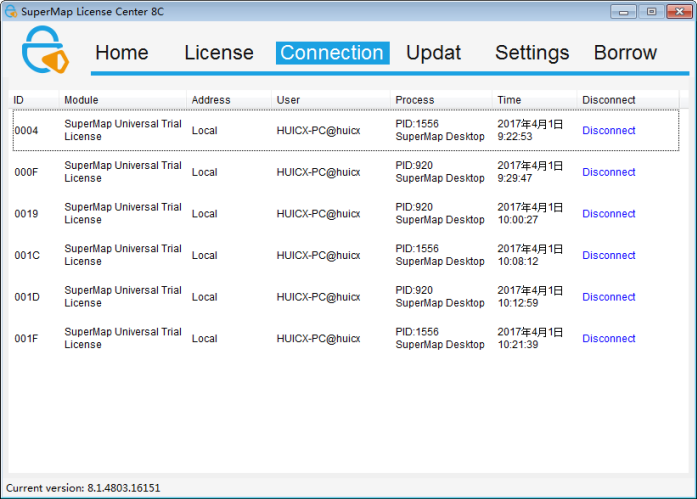 SuperMap License Center 8C
Home License Connection Updat Settings Borrow
ID Module Address User Process Time Disconnect
0004 SuperMap Universal Trial License Local HUICX-PC@huicx PID:1556 SuperMap Desktop 2017年4月1日 9:22:53 Disconnect
000F SuperMap Universal Trial License Local HUICX-PC@huicx PID:920 SuperMap Desktop 2017年4月1日 9:29:47 Disconnect
0019 SuperMap Universal Trial License Local HUICX-PC@huicx PID:920 SuperMap Desktop 2017年4月1日 10:00:27 Disconnect
001C SuperMap Universal Trial License Local HUICX-PC@huicx PID:1556 SuperMap Desktop 2017年4月1日 10:08:12 Disconnect
001D SuperMap Universal Trial License Local HUICX-PC@huicx PID:920 SuperMap Desktop 2017年4月1日 10:12:59 Disconnect
001F SuperMap Universal Trial License Local HUICX-PC@huicx PID:1556 SuperMap Desktop 2017年4月1日 10:21:39 Disconnect
Current version: 8.1.4803.16151